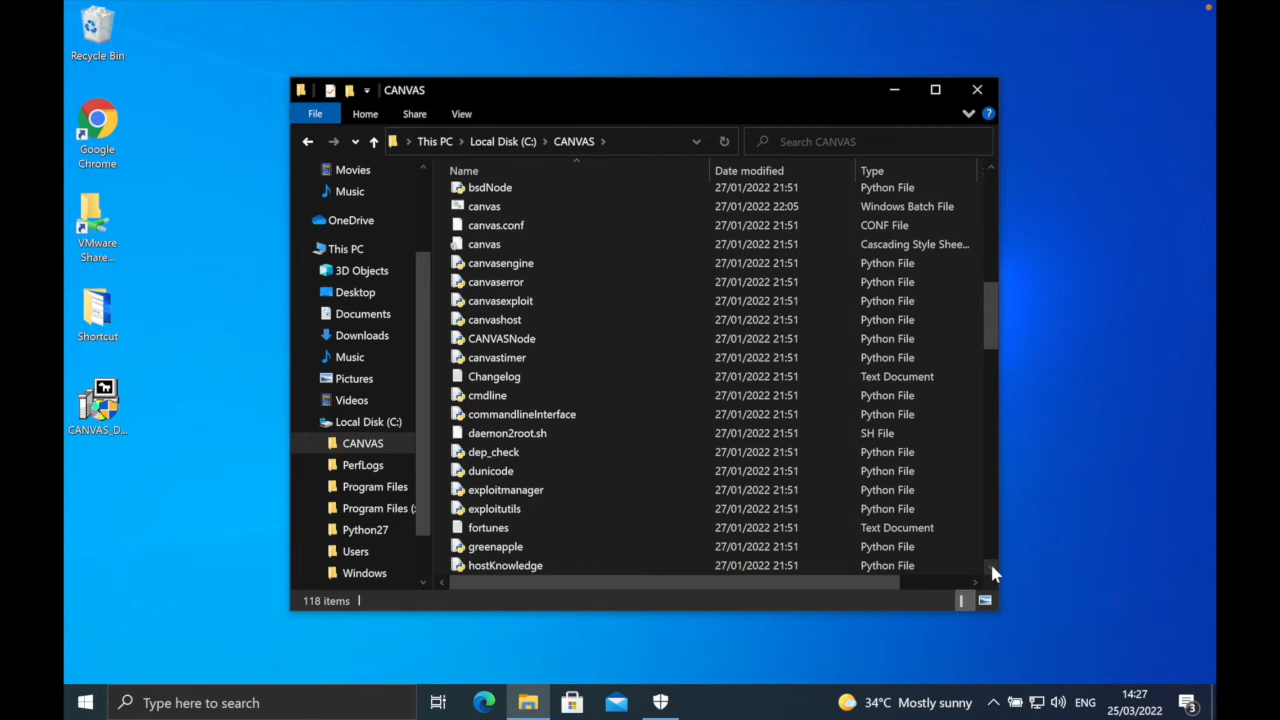 Recycle Bin
Google
Chrome
VMware
Share...
Shortcut
CANVAS_D...
CANVAS
File
Home
Share
View
This PC
Local Disk (C:)
CANVAS
Search CANVAS
Movies
Music
OneDrive
This PC
3D Objects
Desktop
Documents
Downloads
Music
Pictures
Videos
Local Disk (C:)
CANVAS
PerfLogs
Program Files
Program Files (
Python27
Users
Windows
Name Date modified Type
bsdNode 27/01/2022 21:51 Python File
canvas 27/01/2022 22:05 Windows Batch File
canvas.conf 27/01/2022 21:51 CONF File
canvas 27/01/2022 21:51 Cascading Style Shee...
canvasengine 27/01/2022 21:51 Python File
canvaserror 27/01/2022 21:51 Python File
canvasexploit 27/01/2022 21:51 Python File
canvashost 27/01/2022 21:51 Python File
CANVASNode 27/01/2022 21:51 Python File
canvastimer 27/01/2022 21:51 Python File
Changelog 27/01/2022 21:51 Text Document
cmdline 27/01/2022 21:51 Python File
commandlineInterface 27/01/2022 21:51 Python File
daemon2root.sh 27/01/2022 21:51 SH File
dep_check 27/01/2022 21:51 Python File
dunicode 27/01/2022 21:51 Python File
exploitmanager 27/01/2022 21:51 Python File
exploitutils 27/01/2022 21:51 Python File
fortunes 27/01/2022 21:51 Text Document
greenapple 27/01/2022 21:51 Python File
hostKnowledge 27/01/2022 21:51 Python File
118 items
Type here to search
34°C Mostly sunny
ENG
14:27
25/03/2022
3